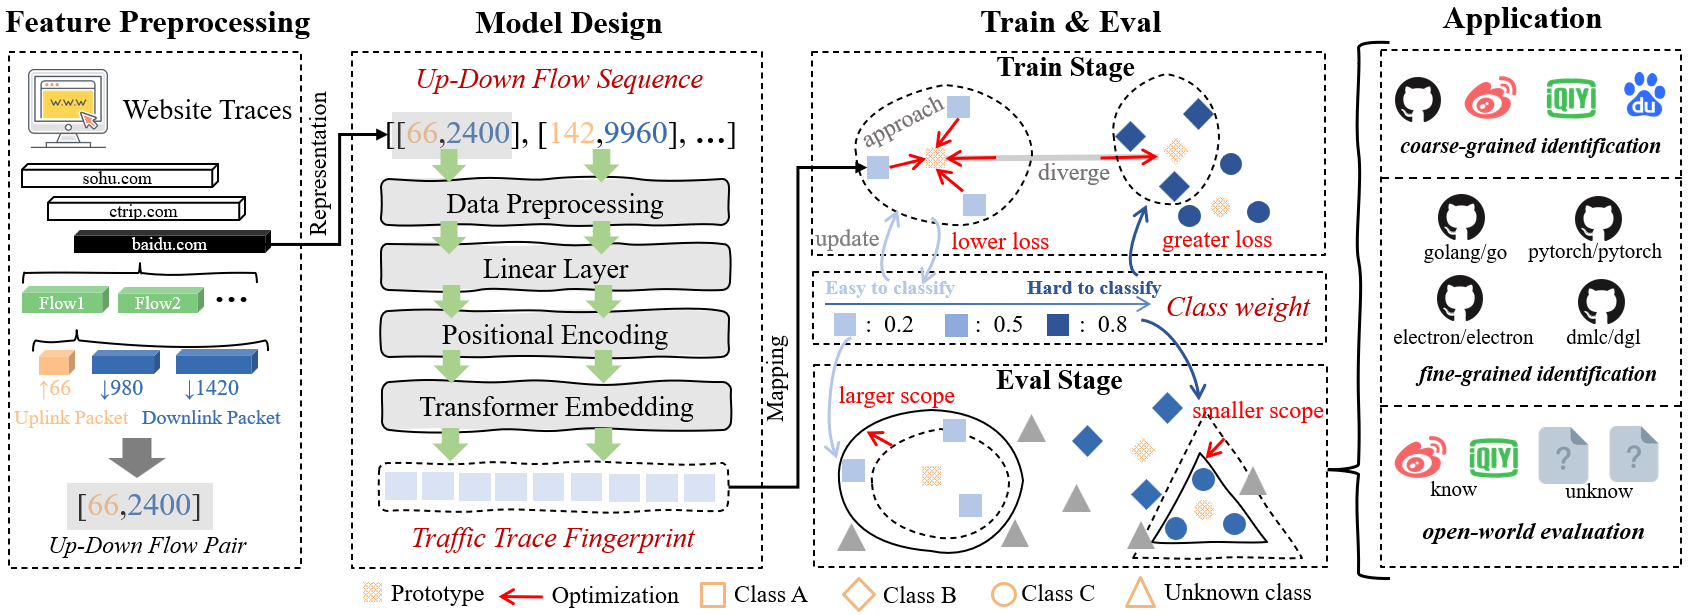 Feature Preprocessing
Model Design
Train & Eval
Application
w.w.w
Website Traces
sohu.com
ctrip.com
baidu.com
Flow1
Flow2
...
↑66
↓980
↓1420
Uplink Packet
Downlink Packet
[66,2400]
Up-Down Flow Pair
Representation
Up-Down Flow Sequence
[[66,2400], [142,9960], ...]
Data Preprocessing
Linear Layer
Positional Encoding
Transformer Embedding
Traffic Trace Fingerprint
Mapping
Train Stage
approach
diverge
update
lower loss
greater loss
Easy to classify
Hard to classify
Class weight
: 0.2
: 0.5
: 0.8
Eval Stage
larger scope
smaller scope
iQIY
du
coarse-grained identification
golang/go
pytorch/pytorch
electron/electron
dmlc/dgl
fine-grained identification
iQIY
?
?
know
unknow
open-world evaluation
Prototype
Optimization
Class A
Class B
Class C
Unknown class